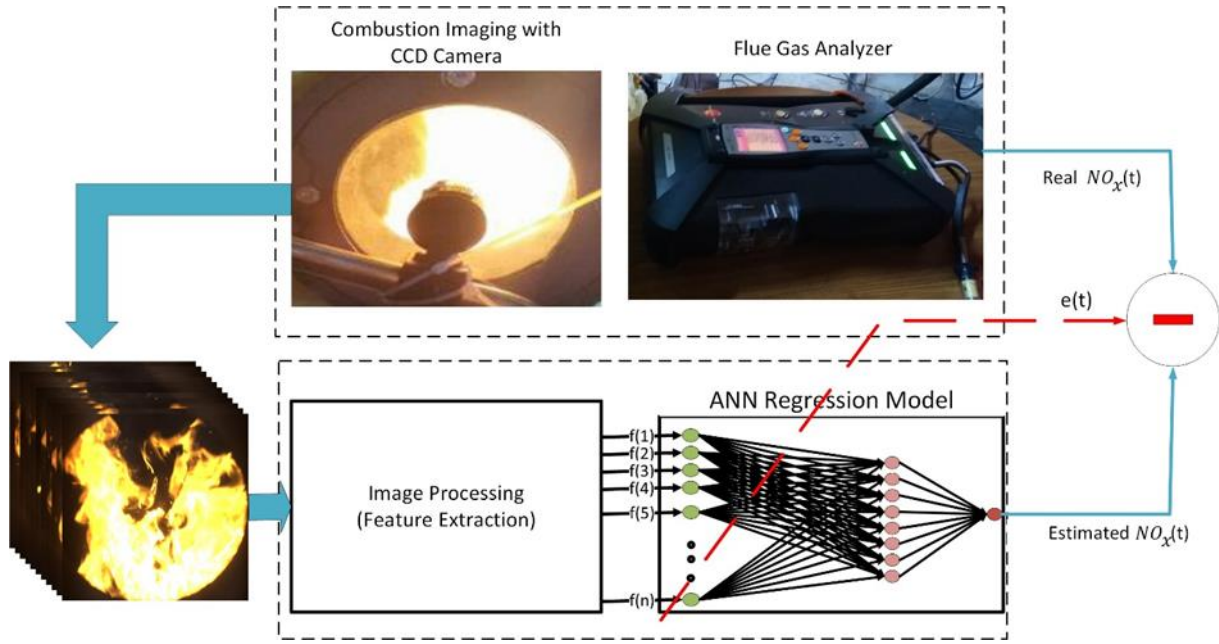 Combustion Imaging with
CCD Camera
Flue Gas Analyzer
Real NOx(t)
e(t)
ANN Regression Model
Image Processing
(Feature Extraction)
f(1)
f(2)
f(3)
f(4)
f(5)
f(n)
Estimated NOx(t)